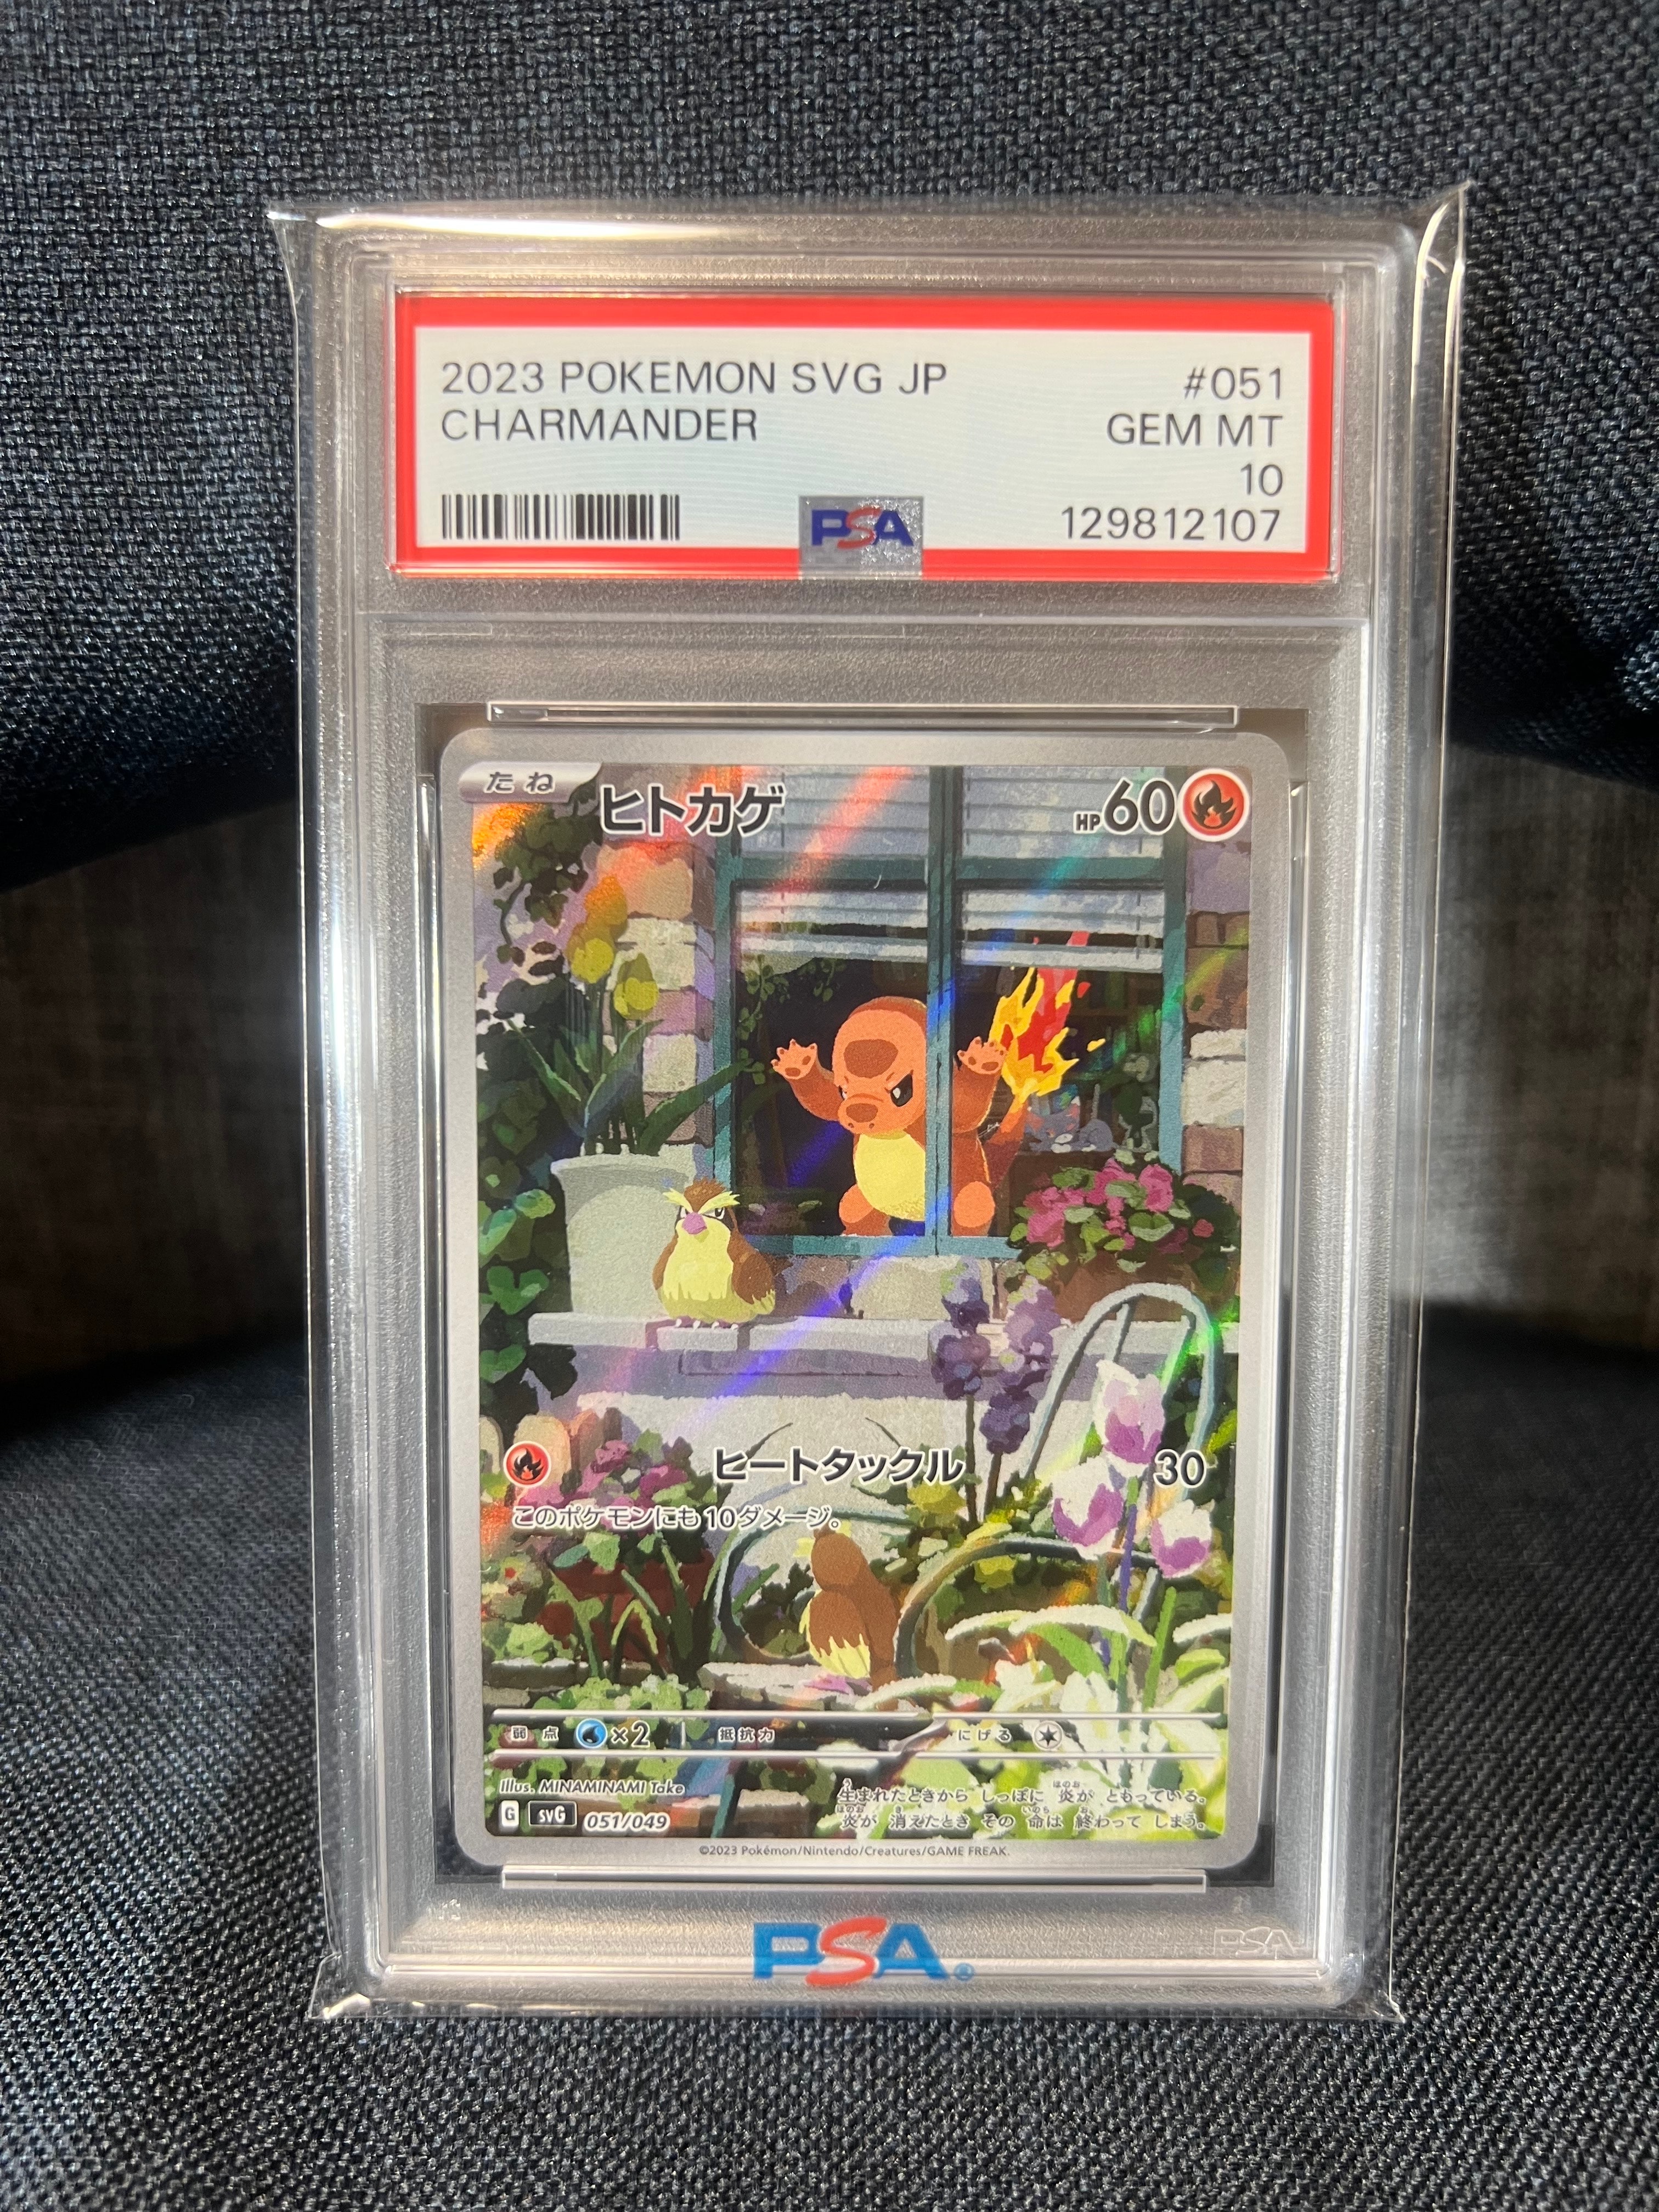 2023 POKEMON SVG JP #051
CHARMANDER GEM MT
10
PSA 129812107
たね ヒトカゲ HP60
ヒートタックル 30
このポケモンにも10ダメージ。
弱点 ×2 抵抗力 にげる
Illus. MINAMINAMI Take
G svG 051/049
生まれたときから しっぽに 炎が ともっている。
炎が 消えたとき その 命は 終わって しまう。
©2023 Pokémon/Nintendo/Creatures/GAME FREAK.
PSA®
PSA